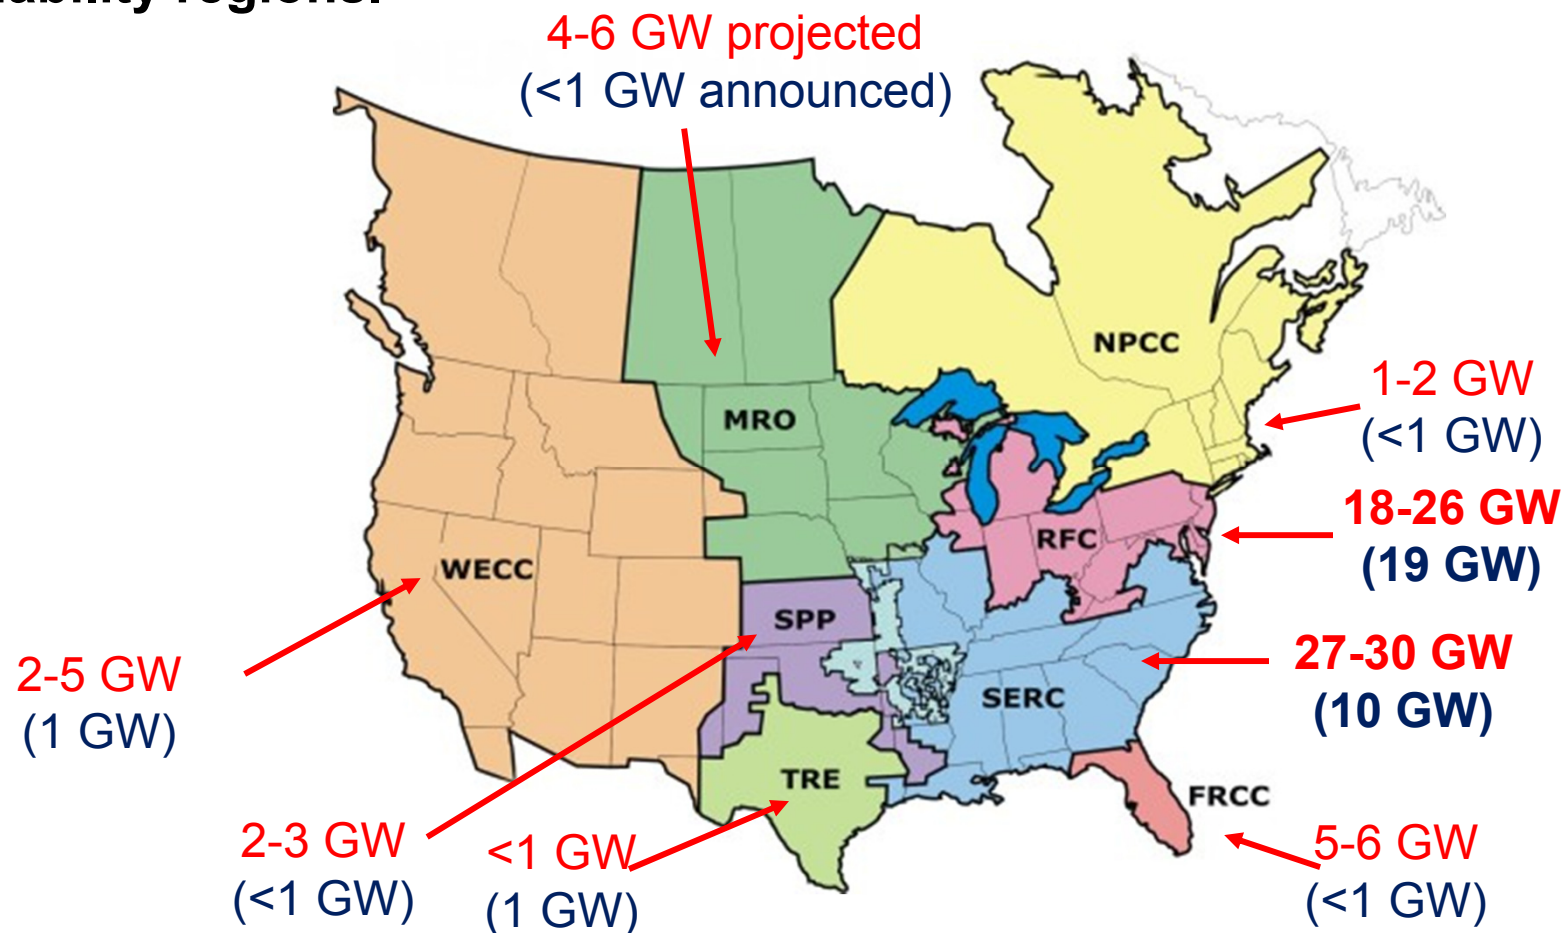 4-6 GW projected
(<1 GW announced)
NPCC
1-2 GW
(<1 GW)
MRO
18-26 GW
(19 GW)
RFC
WECC
SPP
27-30 GW
(10 GW)
2-5 GW
(1 GW)
SERC
TRE
FRCC
2-3 GW
(<1 GW)
<1 GW
(1 GW)
5-6 GW
(<1 GW)